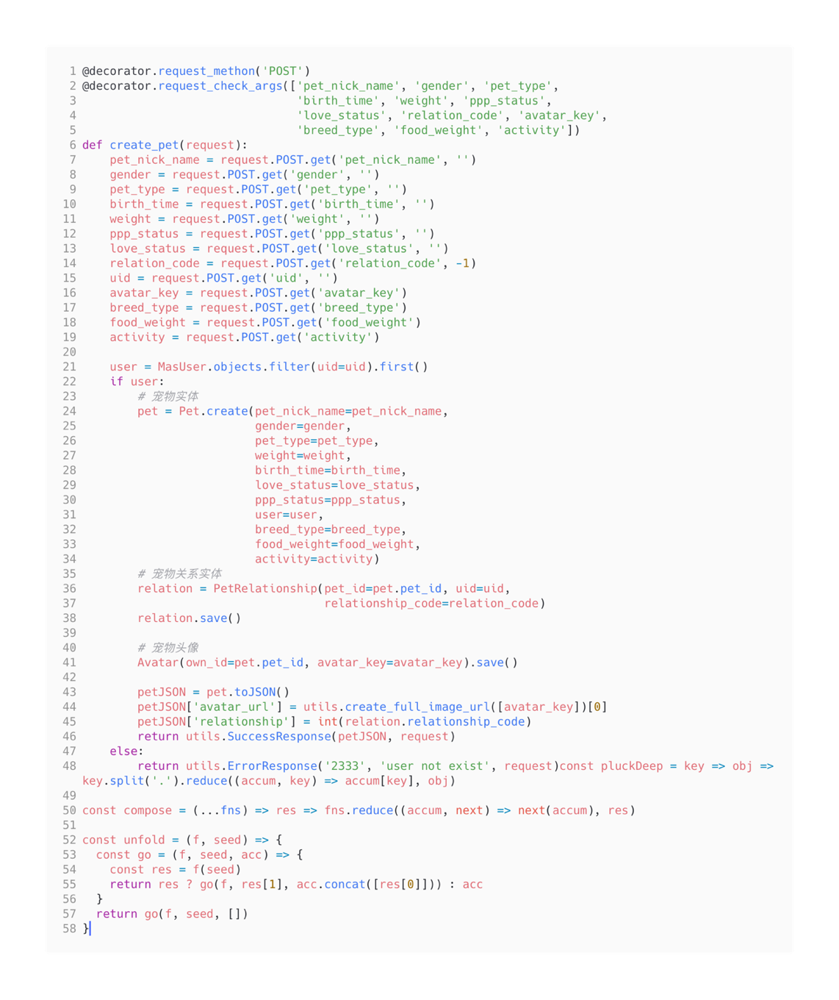 1 @decorator.request_methon('POST')
2 @decorator.request_check_args(['pet_nick_name', 'gender', 'pet_type',
3                                'birth_time', 'weight', 'ppp_status',
4                                'love_status', 'relation_code', 'avatar_key',
5                                'breed_type', 'food_weight', 'activity'])
6 def create_pet(request):
7     pet_nick_name = request.POST.get('pet_nick_name', '')
8     gender = request.POST.get('gender', '')
9     pet_type = request.POST.get('pet_type', '')
10     birth_time = request.POST.get('birth_time', '')
11     weight = request.POST.get('weight', '')
12     ppp_status = request.POST.get('ppp_status', '')
13     love_status = request.POST.get('love_status', '')
14     relation_code = request.POST.get('relation_code', -1)
15     uid = request.POST.get('uid', '')
16     avatar_key = request.POST.get('avatar_key')
17     breed_type = request.POST.get('breed_type')
18     food_weight = request.POST.get('food_weight')
19     activity = request.POST.get('activity')
20
21     user = MasUser.objects.filter(uid=uid).first()
22     if user:
23         # 宠物实体
24         pet = Pet.create(pet_nick_name=pet_nick_name,
25                          gender=gender,
26                          pet_type=pet_type,
27                          weight=weight,
28                          birth_time=birth_time,
29                          love_status=love_status,
30                          ppp_status=ppp_status,
31                          user=user,
32                          breed_type=breed_type,
33                          food_weight=food_weight,
34                          activity=activity)
35         # 宠物关系实体
36         relation = PetRelationship(pet_id=pet.pet_id, uid=uid,
37                                    relationship_code=relation_code)
38         relation.save()
39
40         # 宠物头像
41         Avatar(own_id=pet.pet_id, avatar_key=avatar_key).save()
42
43         petJSON = pet.toJSON()
44         petJSON['avatar_url'] = utils.create_full_image_url([avatar_key])[0]
45         petJSON['relationship'] = int(relation.relationship_code)
46         return utils.SuccessResponse(petJSON, request)
47     else:
48         return utils.ErrorResponse('2333', 'user not exist', request)const pluckDeep = key => obj =>
key.split('.').reduce((accum, key) => accum[key], obj)
49
50 const compose = (...fns) => res => fns.reduce((accum, next) => next(accum), res)
51
52 const unfold = (f, seed) => {
53   const go = (f, seed, acc) => {
54     const res = f(seed)
55     return res ? go(f, res[1], acc.concat([res[0]])) : acc
56   }
57   return go(f, seed, [])
58 }